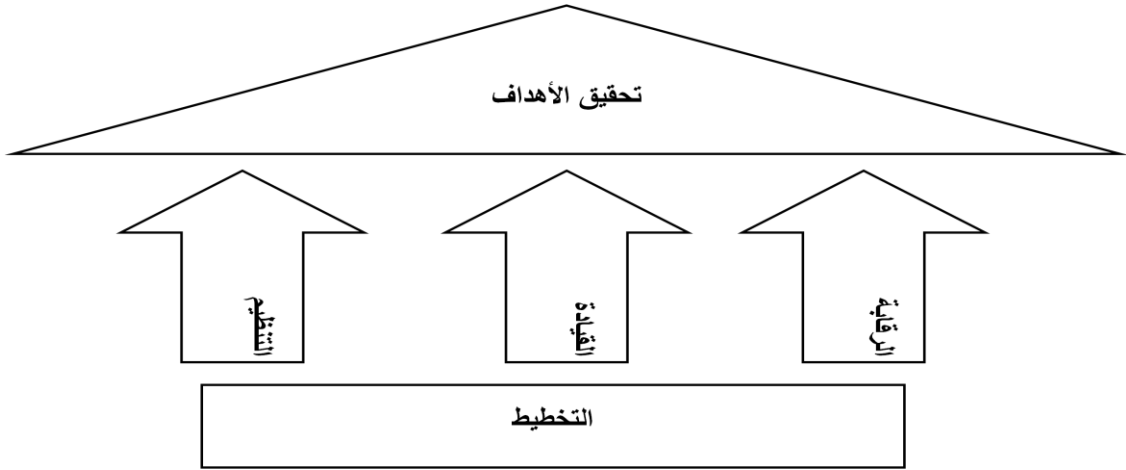 تحقيق الأهداف
الرقابة
القيادة
التنظيم
التخطيط